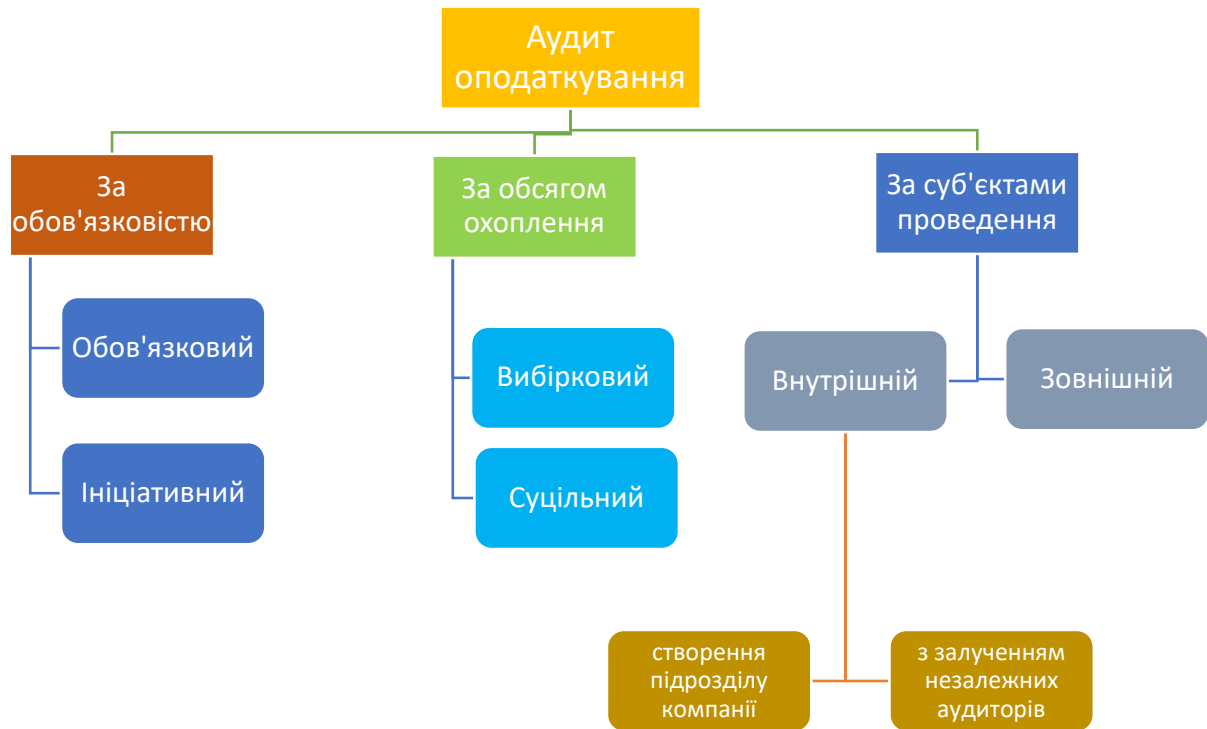 Аудит
оподаткування
За
обов'язковістю
За обсягом
охоплення
За суб'єктами
проведення
Обов'язковий
Ініціативний
Вибірковий
Суцільний
Внутрішній
Зовнішній
створення
підрозділу
компанії
з залученням
незалежних
аудиторів